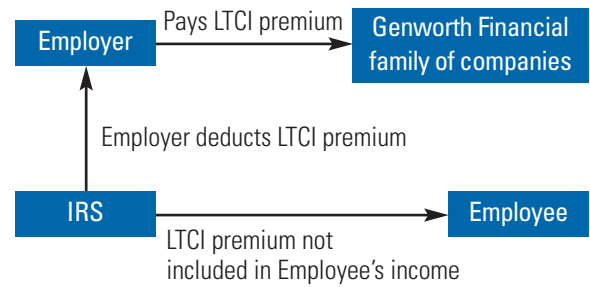 Employer
Pays LTCI premium
Genworth Financial
family of companies
Employer deducts LTCI premium
IRS
Employee
LTCI premium not
included in Employee's income